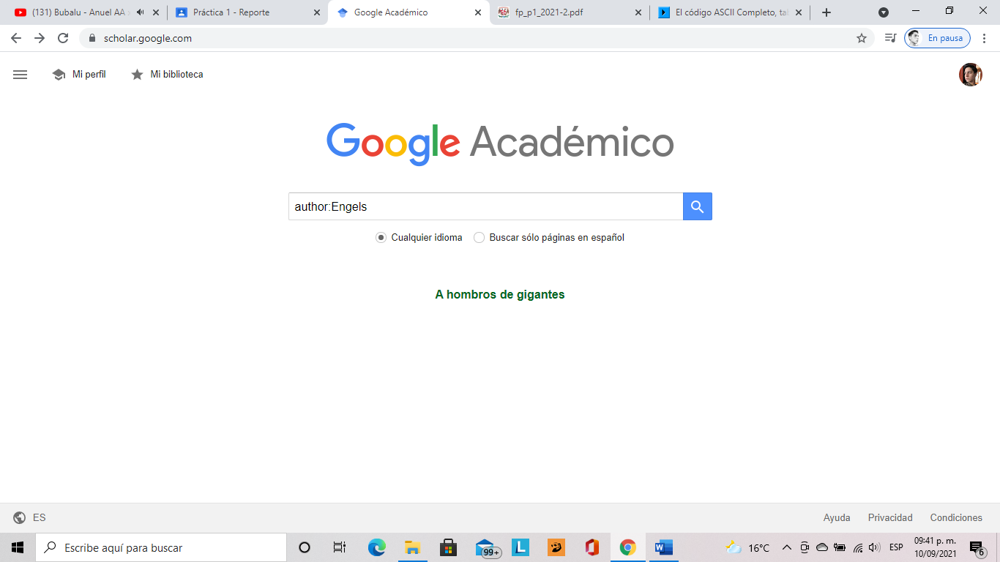 (131) Bubalu - Anuel AA
Práctica 1 - Reporte
Google Académico
fp_p1_2021-2.pdf
El código ASCII Completo, tal
scholar.google.com
En pausa
Mi perfil
Mi biblioteca
Google Académico
author:Engels
Cualquier idioma
Buscar sólo páginas en español
A hombros de gigantes
ES
Ayuda
Privacidad
Condiciones
Escribe aquí para buscar
99+
L
W
16°C
ESP
09:41 p. m.
10/09/2021
6